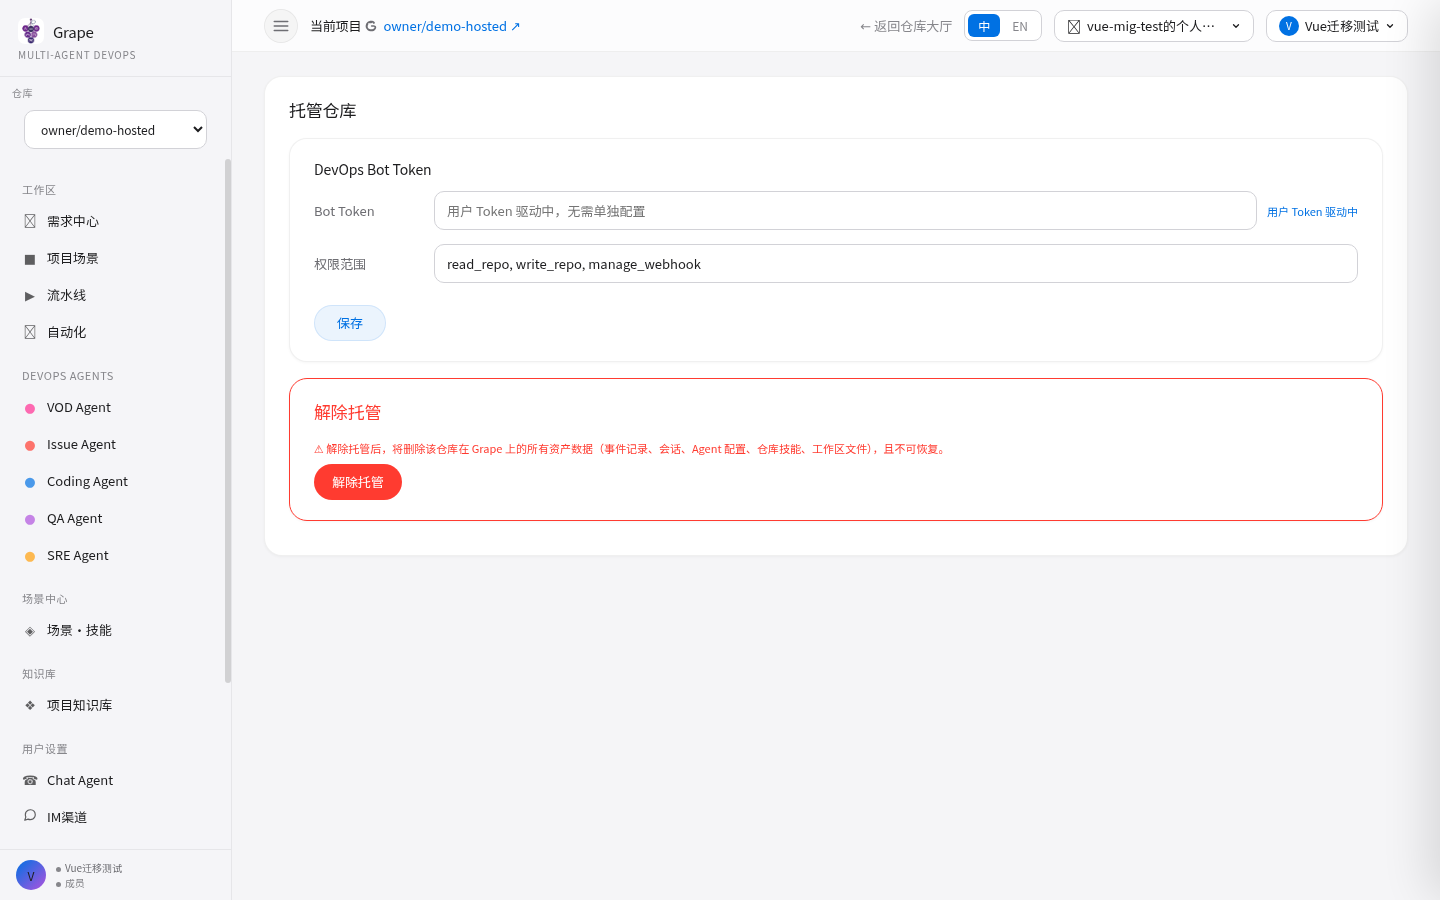 Grape
MULTI-AGENT DEVOPS
仓库
owner/demo-hosted
工作区
需求中心
项目场景
流水线
自动化
DEVOPS AGENTS
VOD Agent
Issue Agent
Coding Agent
QA Agent
SRE Agent
场景中心
场景·技能
知识库
项目知识库
用户设置
Chat Agent
IM渠道
V
Vue迁移测试
成员
当前项目 G owner/demo-hosted ↗
← 返回仓库大厅
中 EN
vue-mig-test的个人…
V Vue迁移测试
托管仓库
DevOps Bot Token
Bot Token
用户 Token 驱动中，无需单独配置
用户 Token 驱动中
权限范围
read_repo, write_repo, manage_webhook
保存
解除托管
⚠ 解除托管后，将删除该仓库在 Grape 上的所有资产数据（事件记录、会话、Agent 配置、仓库技能、工作区文件），且不可恢复。
解除托管